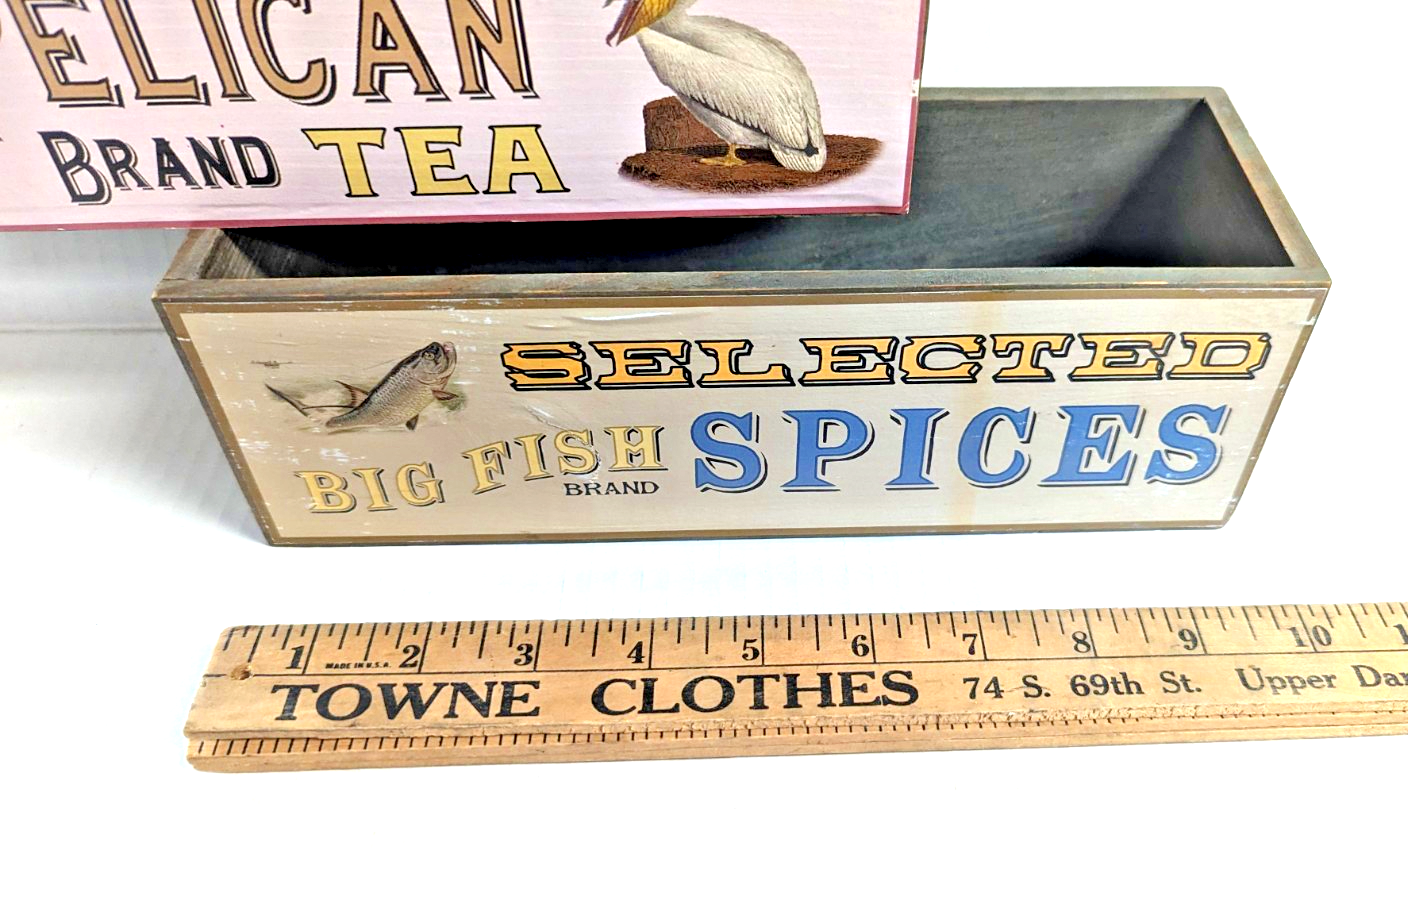 PELICAN
BRAND TEA
SELECTED
BIG FISH
BRAND
SPICES
1 2 3 4 5 6 7 8 9 10
MADE IN U.S.A.
TOWNE CLOTHES 74 S. 69th St. Upper